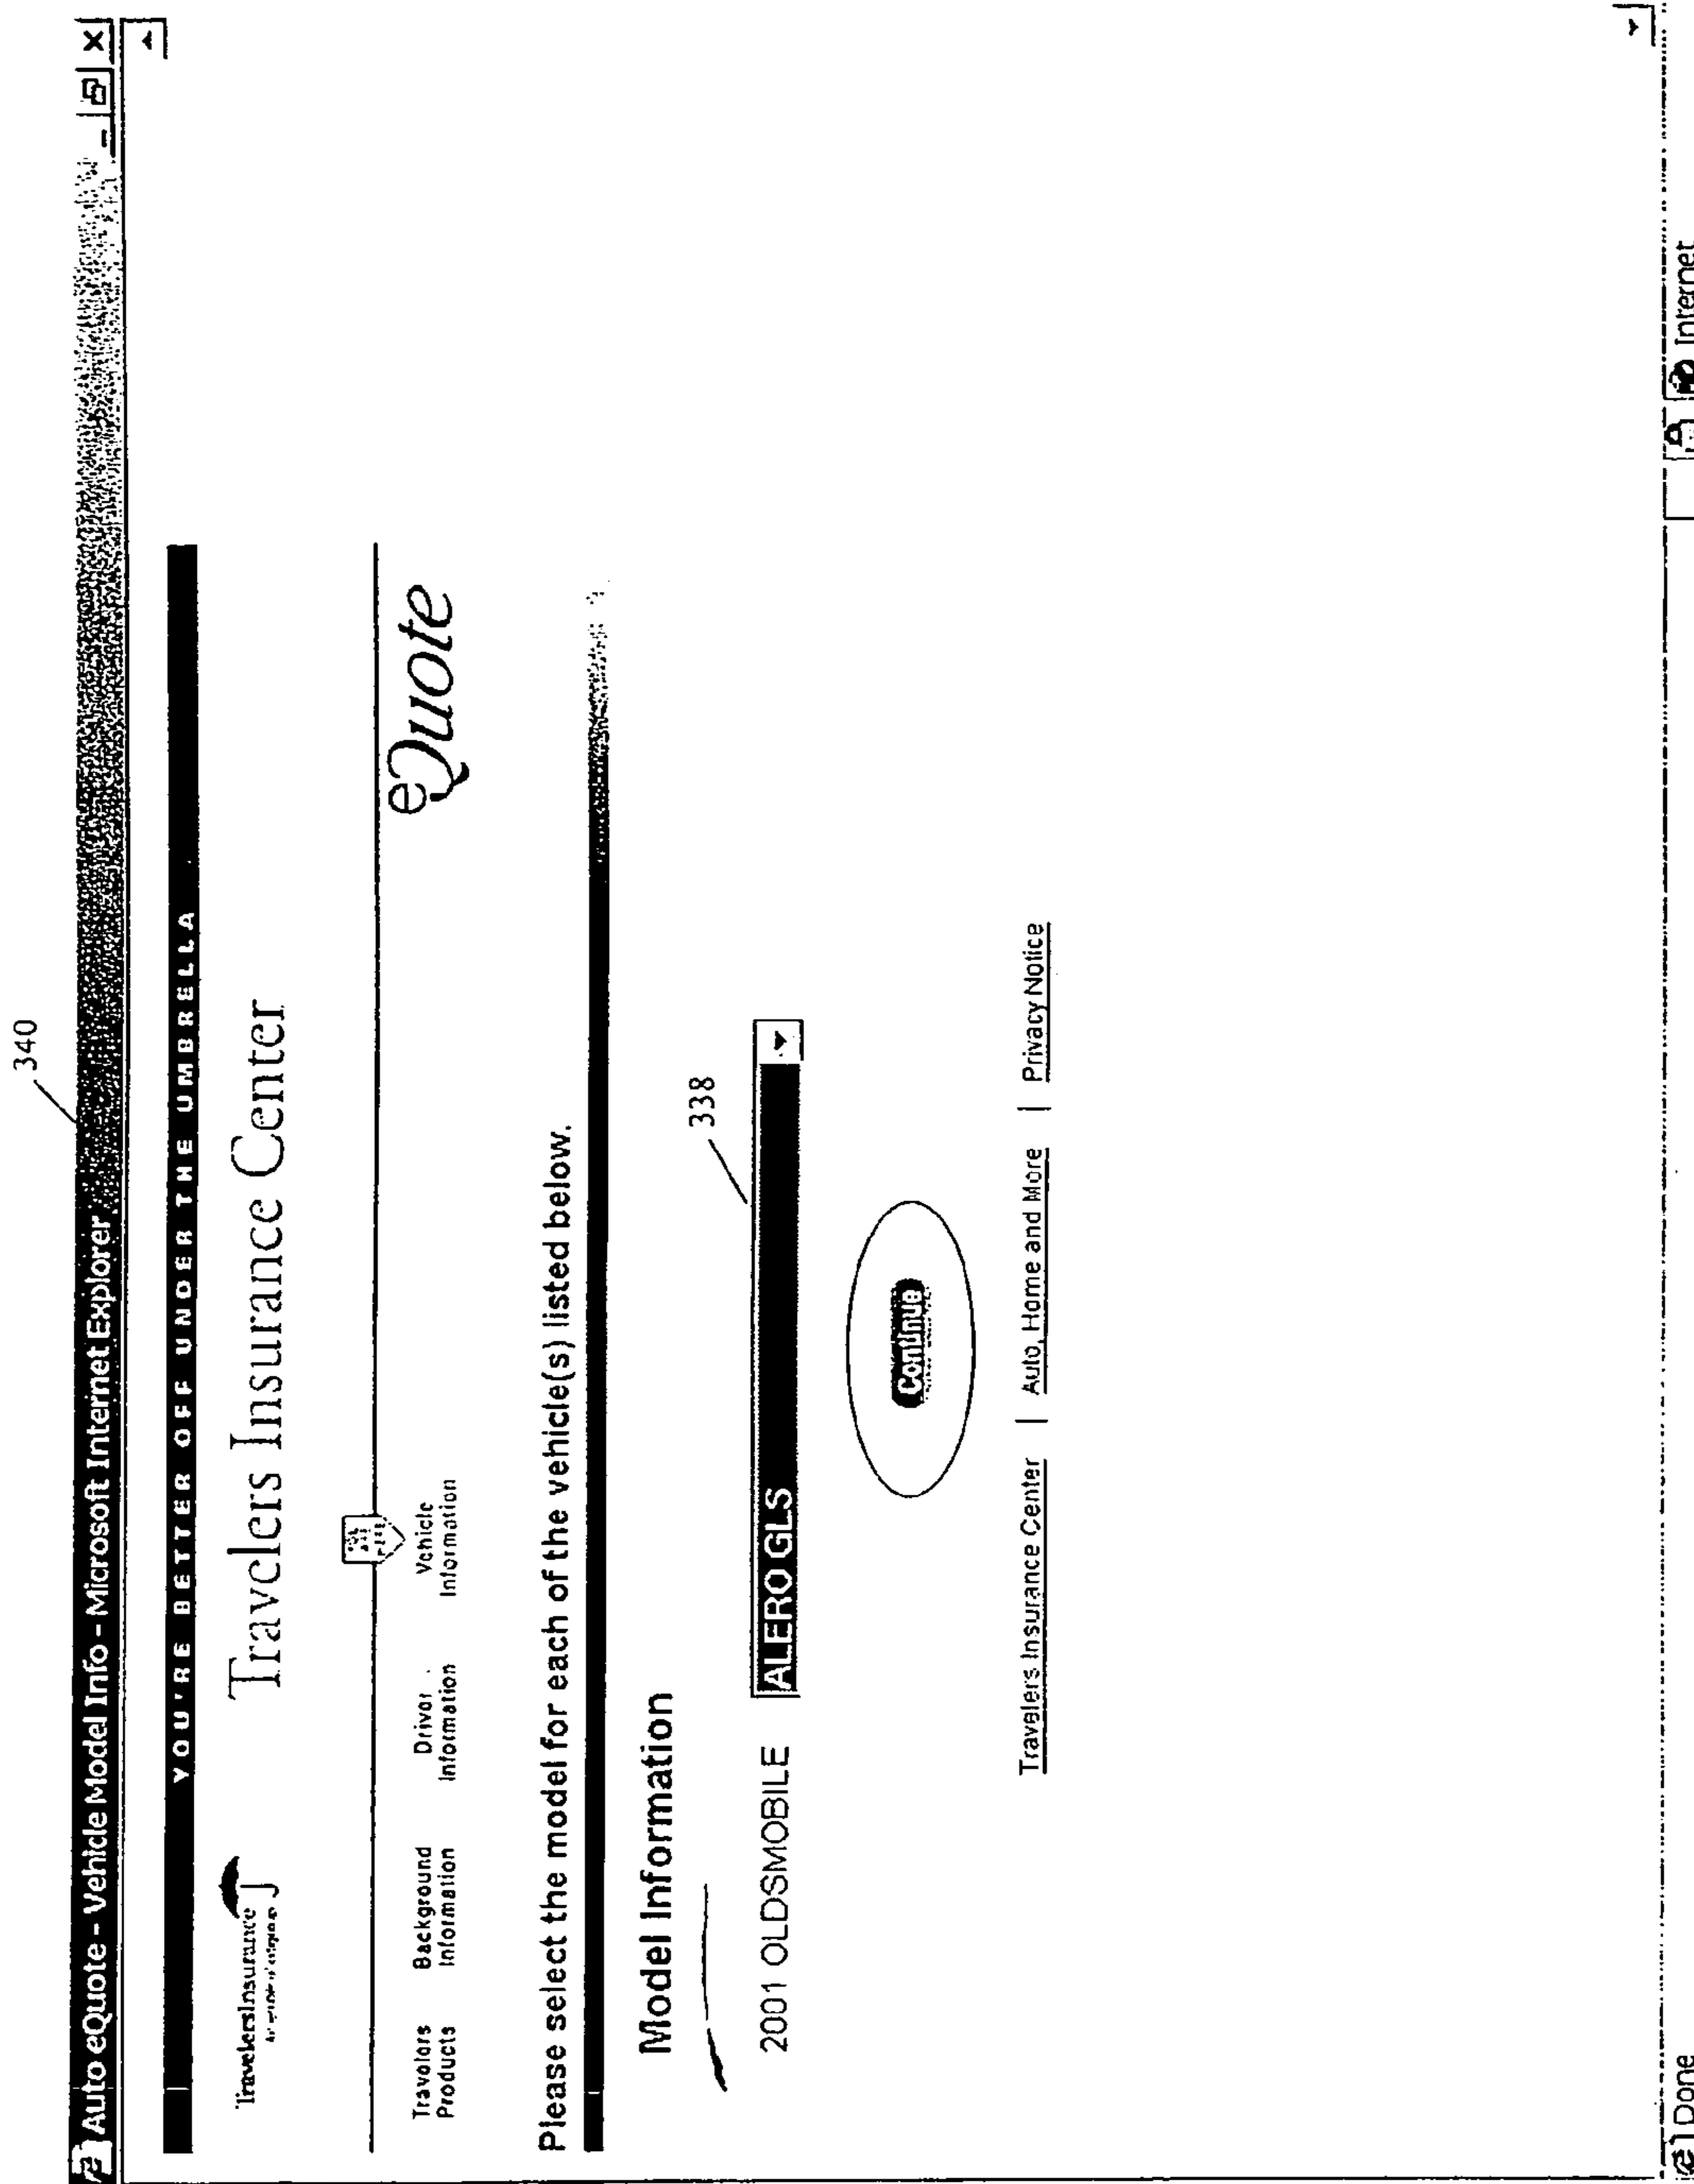 340
Auto eQuote - Vehicle Model Info - Microsoft Internet Explorer
YOU'RE BETTER OFF UNDER THE UMBRELLA
TravelersInsurance
Travelers Insurance Center
Travelers Products
Background Information
Driver Information
Vehicle Information
eQuote
Please select the model for each of the vehicle(s) listed below.
Model Information
338
2001 OLDSMOBILE
ALERO GLS
Continue
Travelers Insurance Center | Auto, Home and More | Privacy Notice
Done
Internet